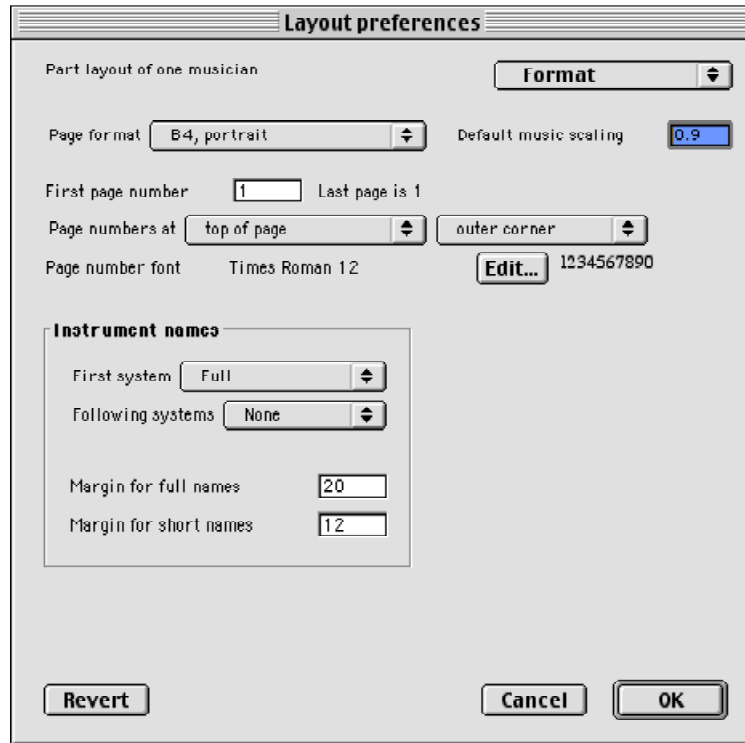 Layout preferences
Part layout of one musician Format
Page format B4, portrait Default music scaling 0.9
First page number 1 Last page is 1
Page numbers at top of page outer corner
Page number font Times Roman 12 Edit... 1234567890
Instrument names
First system Full
Following systems None
Margin for full names 20
Margin for short names 12
Revert Cancel OK